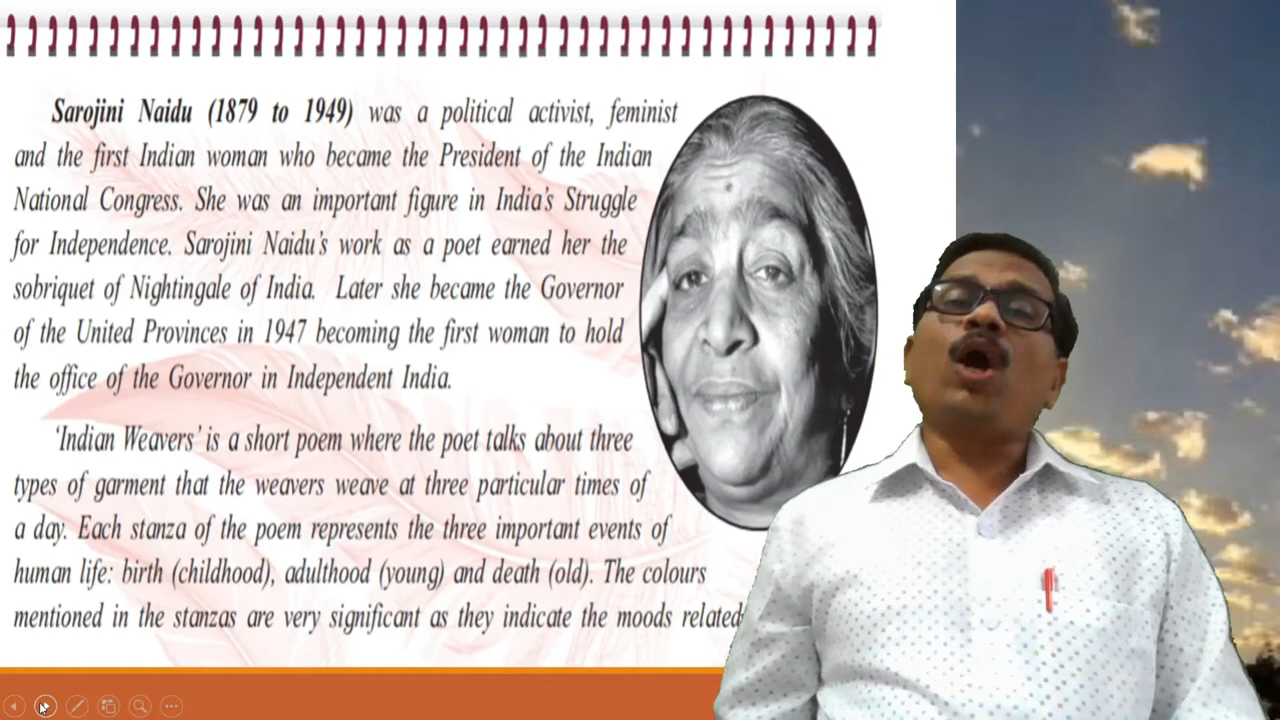 Sarojini Naidu (1879 to 1949) was a political activist, feminist
and the first Indian woman who became the President of the Indian
National Congress. She was an important figure in India's Struggle
for Independence. Sarojini Naidu's work as a poet earned her the
sobriquet of Nightingale of India. Later she became the Governor
of the United Provinces in 1947 becoming the first woman to hold
the office of the Governor in Independent India.
'Indian Weavers' is a short poem where the poet talks about three
types of garment that the weavers weave at three particular times of
a day. Each stanza of the poem represents the three important events of
human life: birth (childhood), adulthood (young) and death (old). The colours
mentioned in the stanzas are very significant as they indicate the moods related